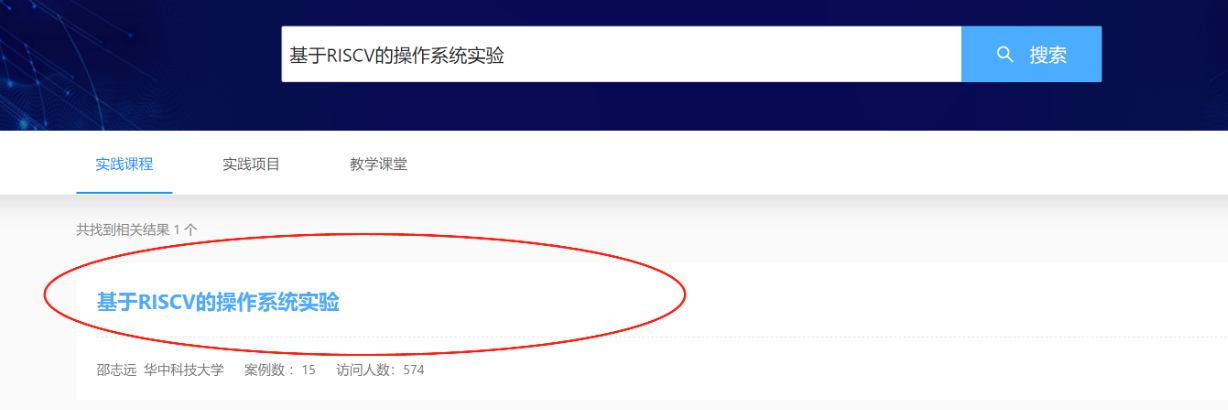 基于RISCV的操作系统实验
搜索
实践课程 实践项目 教学课堂
共找到相关结果 1 个
基于RISCV的操作系统实验
邵志远 华中科技大学 案例数：15 访问人数：574